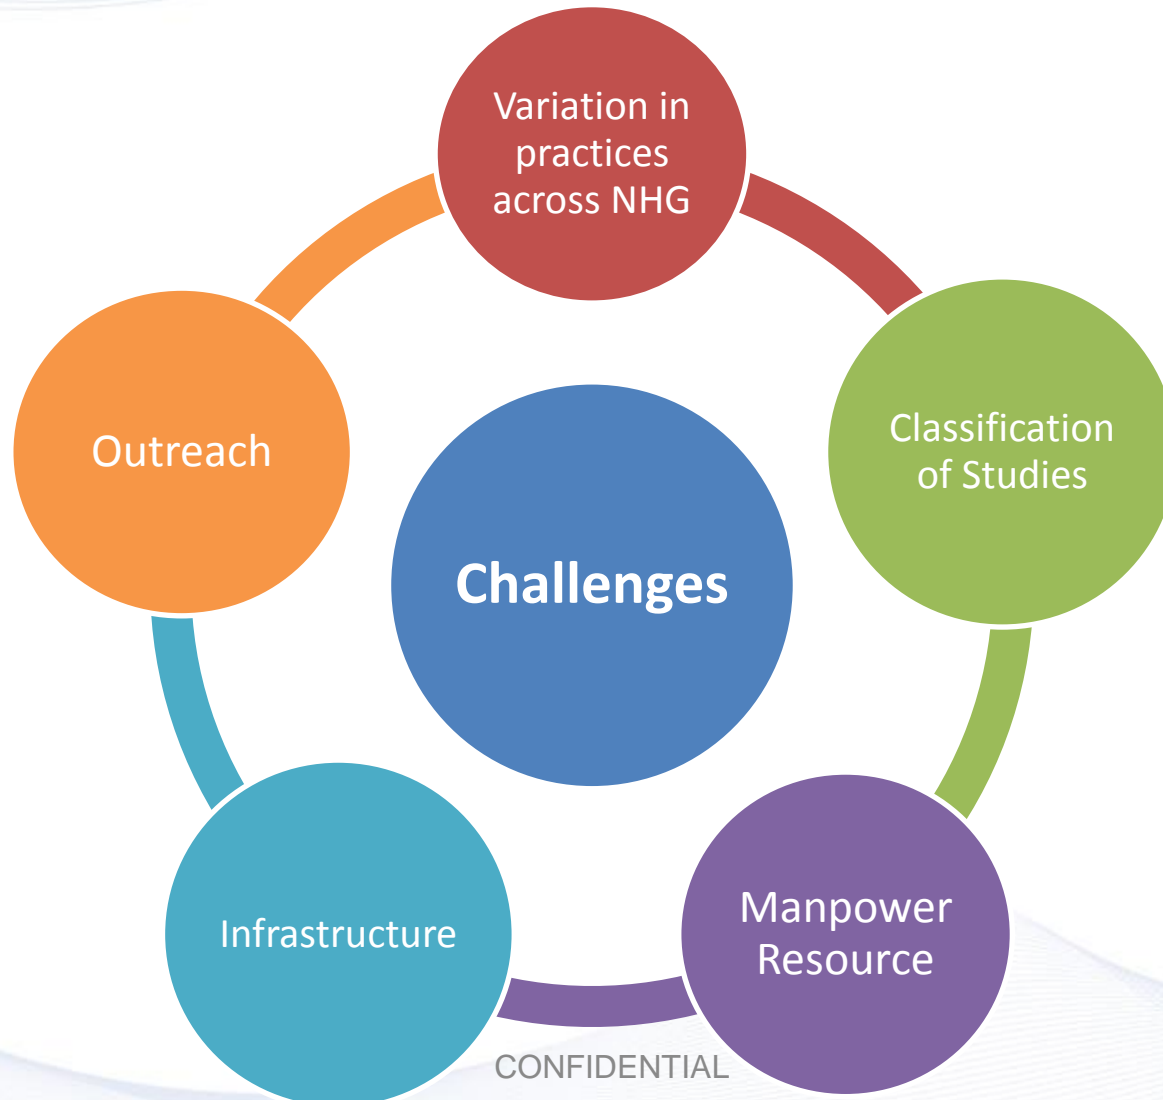 Variation in
practices
across NHG
Classification
of Studies
Manpower
Resource
Infrastructure
Outreach
Challenges
CONFIDENTIAL